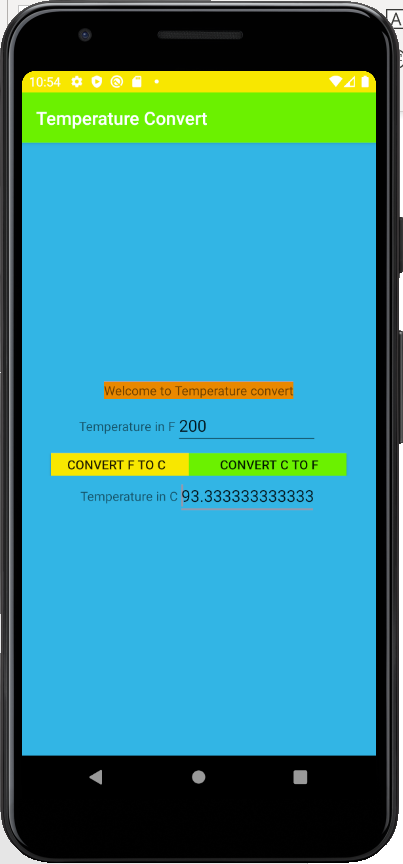 10:54
Temperature Convert
Welcome to Temperature convert
Temperature in F 200
CONVERT F TO C CONVERT C TO F
Temperature in C 93.333333333333
A